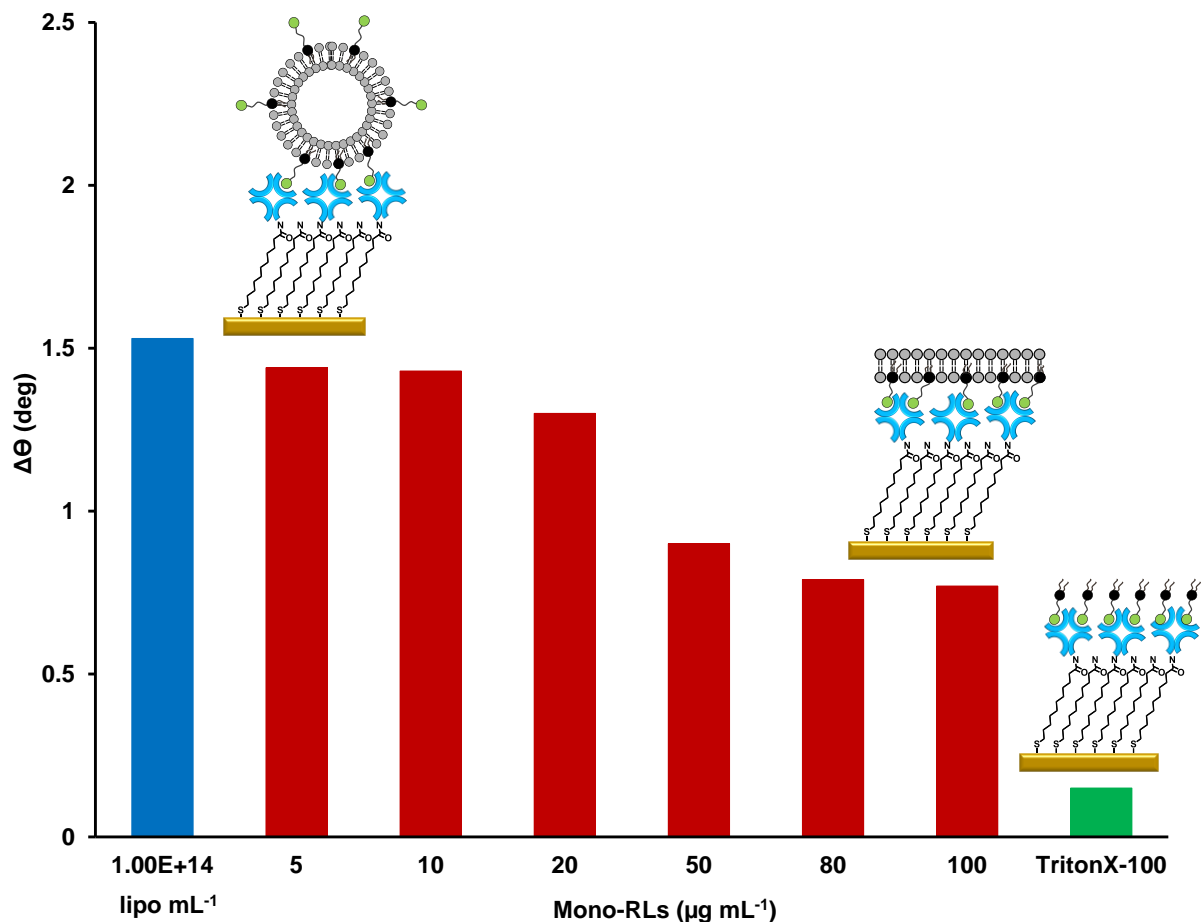 2.5
2
1.5
1
0.5
0
ΔΘ (deg)
N N N N N N
O O O O O O
S S S S S S
N N N N N N
O O O O O O
S S S S S S
N N N N N N
O O O O O O
S S S S S S
1.00E+14 5 10 20 50 80 100 TritonX-100
lipo mL⁻¹ Mono-RLs (µg mL⁻¹)